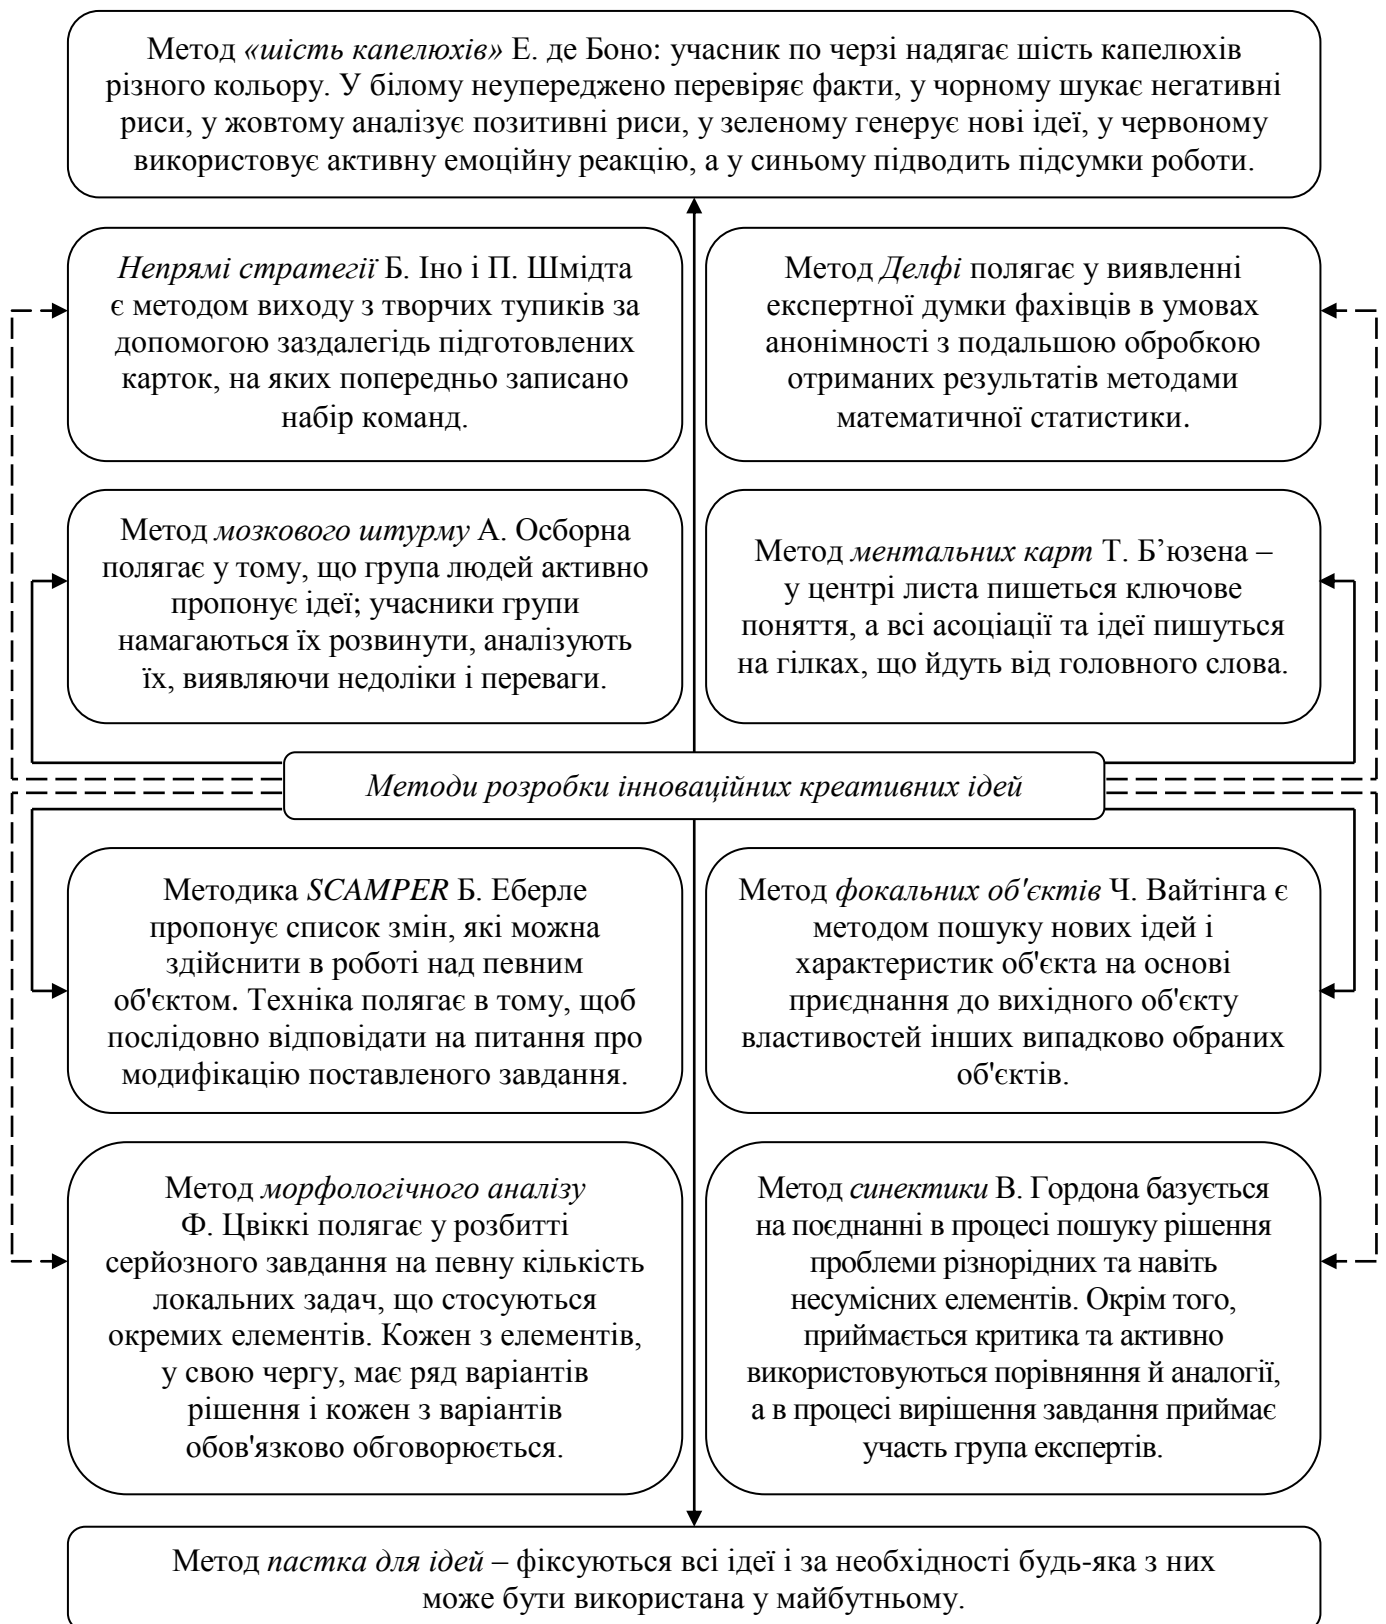 Метод «шість капелюхів» Е. де Боно: учасник по черзі надягає шість капелюхів
різного кольору. У білому неупереджено перевіряє факти, у чорному шукає негативні
риси, у жовтому аналізує позитивні риси, у зеленому генерує нові ідеї, у червоному
використовує активну емоційну реакцію, а у синьому підводить підсумки роботи.
Непрямі стратегії Б. Іно і П. Шмідта
є методом виходу з творчих тупиків за
допомогою заздалегідь підготовлених
карток, на яких попередньо записано
набір команд.
Метод Делфі полягає у виявленні
експертної думки фахівців в умовах
анонімності з подальшою обробкою
отриманих результатів методами
математичної статистики.
Метод мозкового штурму А. Осборна
полягає у тому, що група людей активно
пропонує ідеї; учасники групи
намагаються їх розвинути, аналізують
їх, виявляючи недоліки і переваги.
Метод ментальних карт Т. Б’юзена –
у центрі листа пишеться ключове
поняття, а всі асоціації та ідеї пишуться
на гілках, що йдуть від головного слова.
Методи розробки інноваційних креативних ідей
Методика SCAMPER Б. Еберле
пропонує список змін, які можна
здійснити в роботі над певним
об'єктом. Техніка полягає в тому, щоб
послідовно відповідати на питання про
модифікацію поставленого завдання.
Метод фокальних об'єктів Ч. Вайтінга є
методом пошуку нових ідей і
характеристик об'єкта на основі
приєднання до вихідного об'єкту
властивостей інших випадково обраних
об'єктів.
Метод морфологічного аналізу
Ф. Цвіккі полягає у розбитті
серйозного завдання на певну кількість
локальних задач, що стосуються
окремих елементів. Кожен з елементів,
у свою чергу, має ряд варіантів
рішення і кожен з варіантів
обов'язково обговорюється.
Метод синектики В. Гордона базується
на поєднанні в процесі пошуку рішення
проблеми різнорідних та навіть
несумісних елементів. Окрім того,
приймається критика та активно
використовуються порівняння й аналогії,
а в процесі вирішення завдання приймає
участь група експертів.
Метод пастка для ідей – фіксуються всі ідеї і за необхідності будь-яка з них
може бути використана у майбутньому.